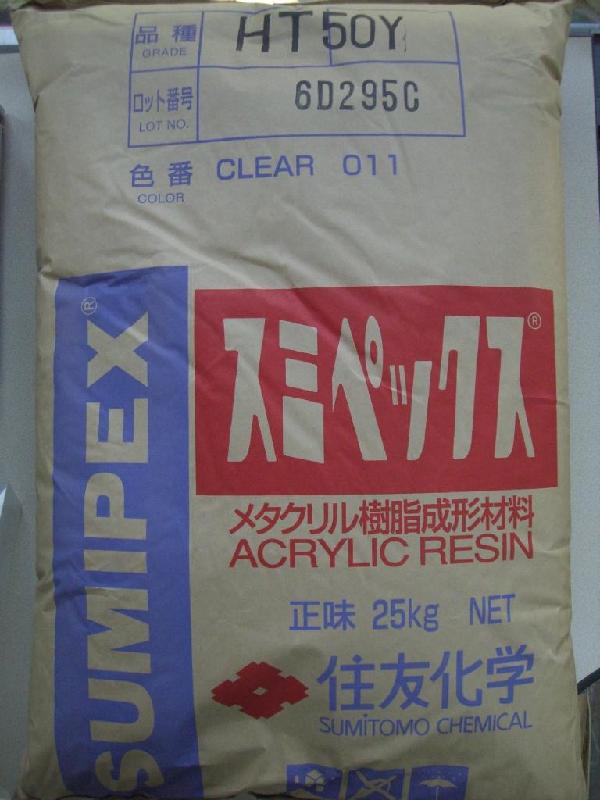 品種 HT50Y
GRADE
ロット番号 6D295C
LOT NO.
色番 CLEAR 011
COLOR
SUMIPEX®
スミペックス®
メタクリル樹脂成形材料
ACRYLIC RESIN
正味 25kg NET
住友化学
SUMITOMO CHEMICAL